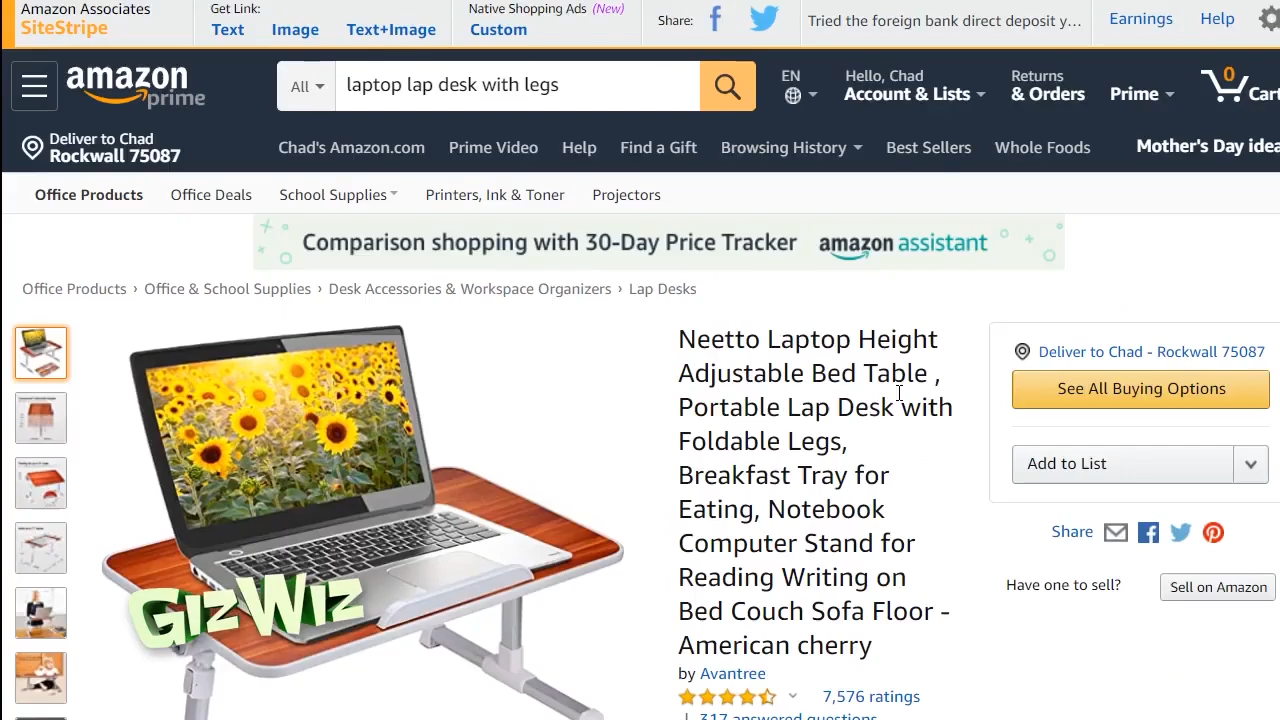 Amazon Associates
SiteStripe
Get Link:
Text Image Text+Image
Native Shopping Ads (New)
Custom
Share:
Tried the foreign bank direct deposit y...
Earnings Help
amazon
prime
All
laptop lap desk with legs
EN
Hello, Chad
Account & Lists
Returns
& Orders
Prime
0
Cart
Deliver to Chad
Rockwall 75087
Chad's Amazon.com Prime Video Help Find a Gift Browsing History Best Sellers Whole Foods
Mother's Day idea
Office Products Office Deals School Supplies Printers, Ink & Toner Projectors
Comparison shopping with 30-Day Price Tracker amazon assistant
Office Products › Office & School Supplies › Desk Accessories & Workspace Organizers › Lap Desks
Neetto Laptop Height
Adjustable Bed Table ,
Portable Lap Desk with
Foldable Legs,
Breakfast Tray for
Eating, Notebook
Computer Stand for
Reading Writing on
Bed Couch Sofa Floor -
American cherry
by Avantree
7,576 ratings
| 317 answered questions
Deliver to Chad - Rockwall 75087
See All Buying Options
Add to List
Share
Have one to sell?
Sell on Amazon
GIZWIZ